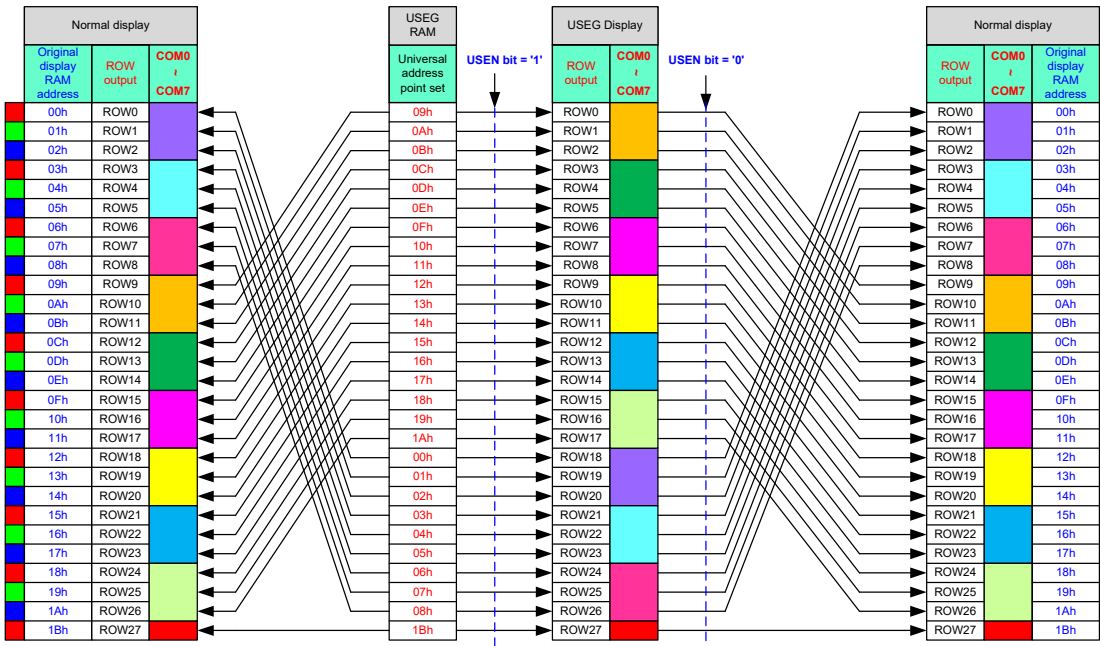 Normal display
USEG
RAM
USEG Display
Normal display
Original
display
RAM
address
ROW
output
COM0
~
COM7
Universal
address
point set
USEN bit = '1'
ROW
output
COM0
~
COM7
USEN bit = '0'
ROW
output
COM0
~
COM7
Original
display
RAM
address
00h ROW0 09h ROW0 ROW0 00h
01h ROW1 0Ah ROW1 ROW1 01h
02h ROW2 0Bh ROW2 ROW2 02h
03h ROW3 0Ch ROW3 ROW3 03h
04h ROW4 0Dh ROW4 ROW4 04h
05h ROW5 0Eh ROW5 ROW5 05h
06h ROW6 0Fh ROW6 ROW6 06h
07h ROW7 10h ROW7 ROW7 07h
08h ROW8 11h ROW8 ROW8 08h
09h ROW9 12h ROW9 ROW9 09h
0Ah ROW10 13h ROW10 ROW10 0Ah
0Bh ROW11 14h ROW11 ROW11 0Bh
0Ch ROW12 15h ROW12 ROW12 0Ch
0Dh ROW13 16h ROW13 ROW13 0Dh
0Eh ROW14 17h ROW14 ROW14 0Eh
0Fh ROW15 18h ROW15 ROW15 0Fh
10h ROW16 19h ROW16 ROW16 10h
11h ROW17 1Ah ROW17 ROW17 11h
12h ROW18 00h ROW18 ROW18 12h
13h ROW19 01h ROW19 ROW19 13h
14h ROW20 02h ROW20 ROW20 14h
15h ROW21 03h ROW21 ROW21 15h
16h ROW22 04h ROW22 ROW22 16h
17h ROW23 05h ROW23 ROW23 17h
18h ROW24 06h ROW24 ROW24 18h
19h ROW25 07h ROW25 ROW25 19h
1Ah ROW26 08h ROW26 ROW26 1Ah
1Bh ROW27 1Bh ROW27 ROW27 1Bh